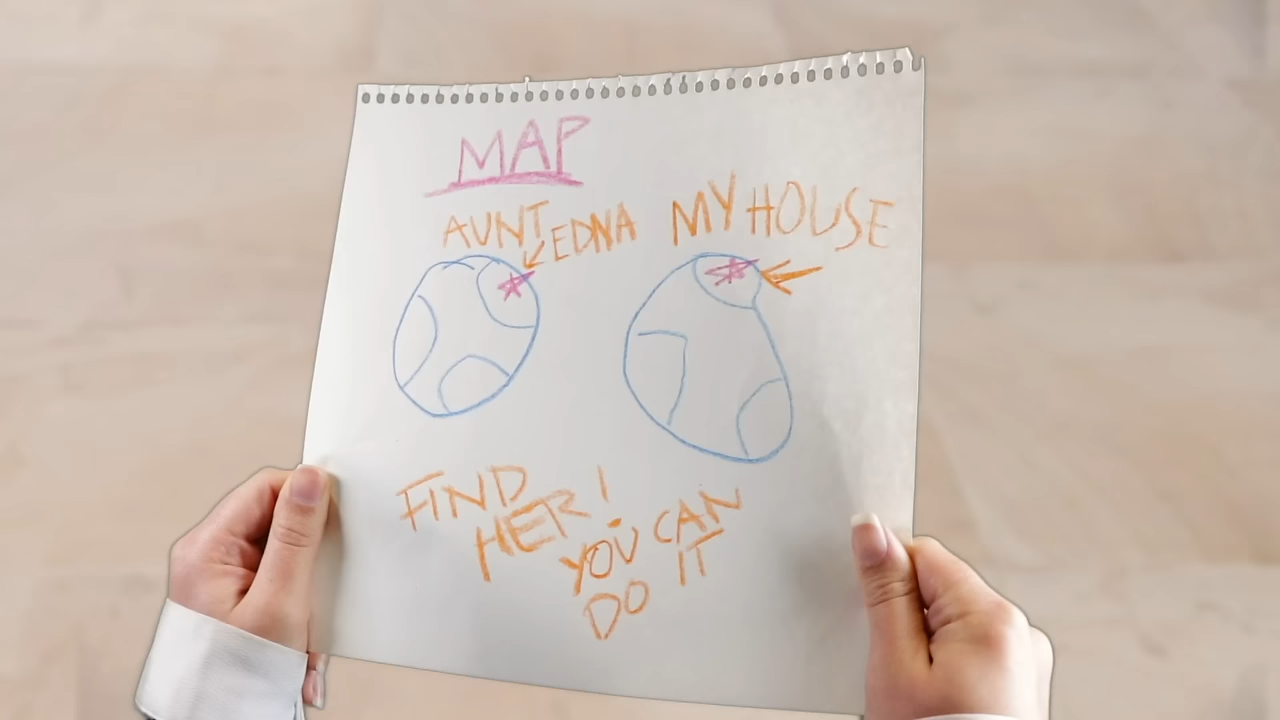 MAP
AUNT EDNA
MY HOUSE
FIND
HER!
YOU CAN
DO IT